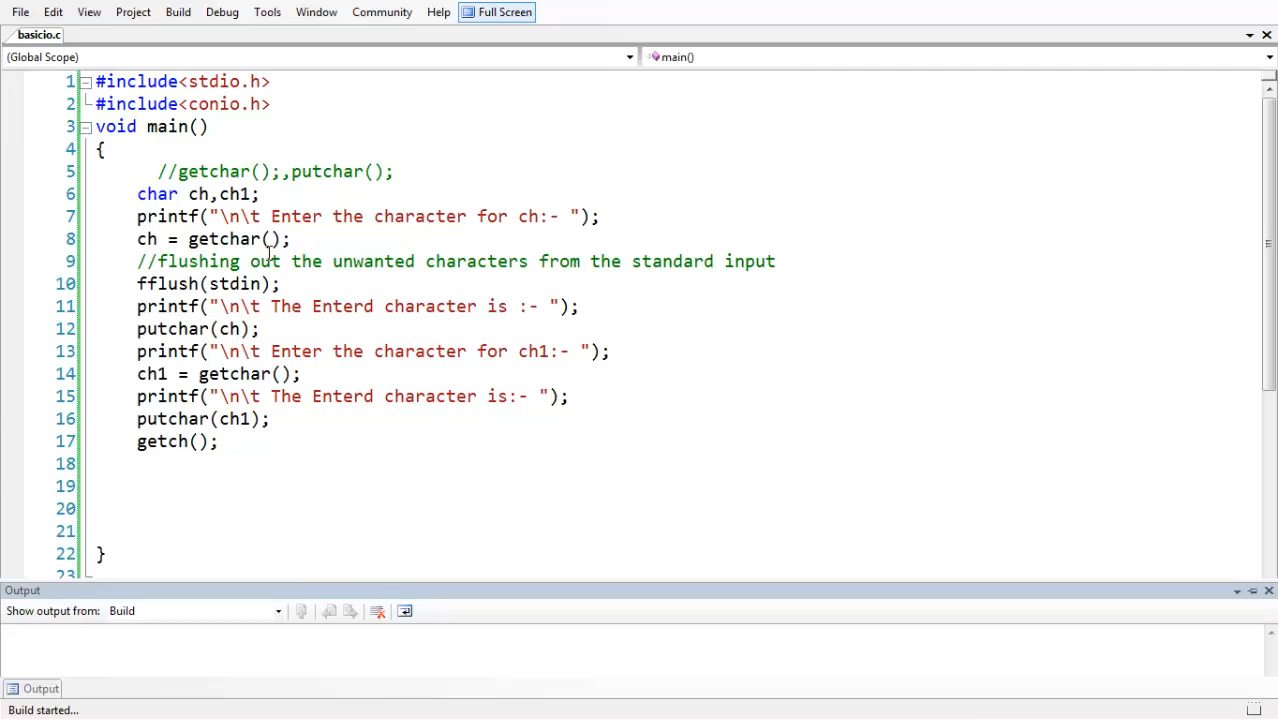 File Edit View Project Build Debug Tools Window Community Help Full Screen
basicio.c
(Global Scope) main()
1 #include<stdio.h>
2 #include<conio.h>
3 void main()
4 {
5 //getchar();,putchar();
6 char ch,ch1;
7 printf("\n\t Enter the character for ch:- ");
8 ch = getchar();
9 //flushing out the unwanted characters from the standard input
10 fflush(stdin);
11 printf("\n\t The Enterd character is :- ");
12 putchar(ch);
13 printf("\n\t Enter the character for ch1:- ");
14 ch1 = getchar();
15 printf("\n\t The Enterd character is:- ");
16 putchar(ch1);
17 getch();
18
19
20
21
22 }
23
Output
Show output from: Build
Output
Build started...